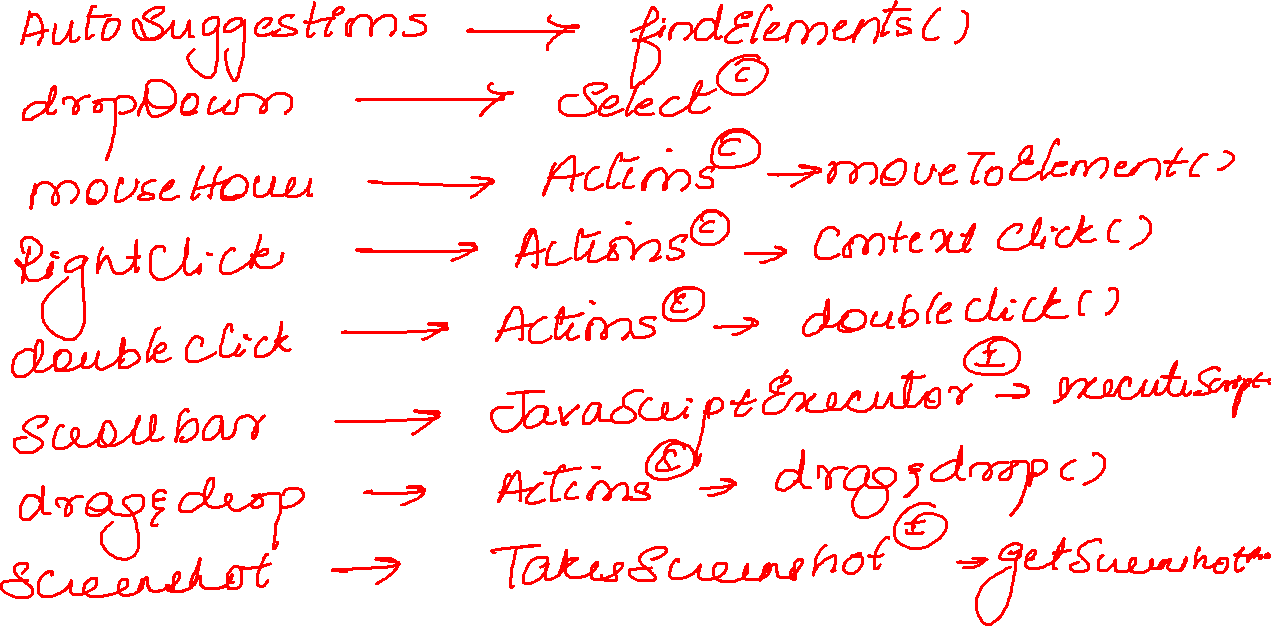 AutoSuggestions → findElements()
dropDown → Select Ⓒ
mouseHover → Actions Ⓒ → moveToElement()
RightClick → Actions Ⓒ → Context Click()
doubleClick → Actions Ⓒ → doubleClick()
Scrollbar → JavaScriptExecutor Ⓘ → executeScript
drag&drop → Actions Ⓒ → drag&drop()
Screenshot → TakesScreenshot Ⓘ → getScreenshot